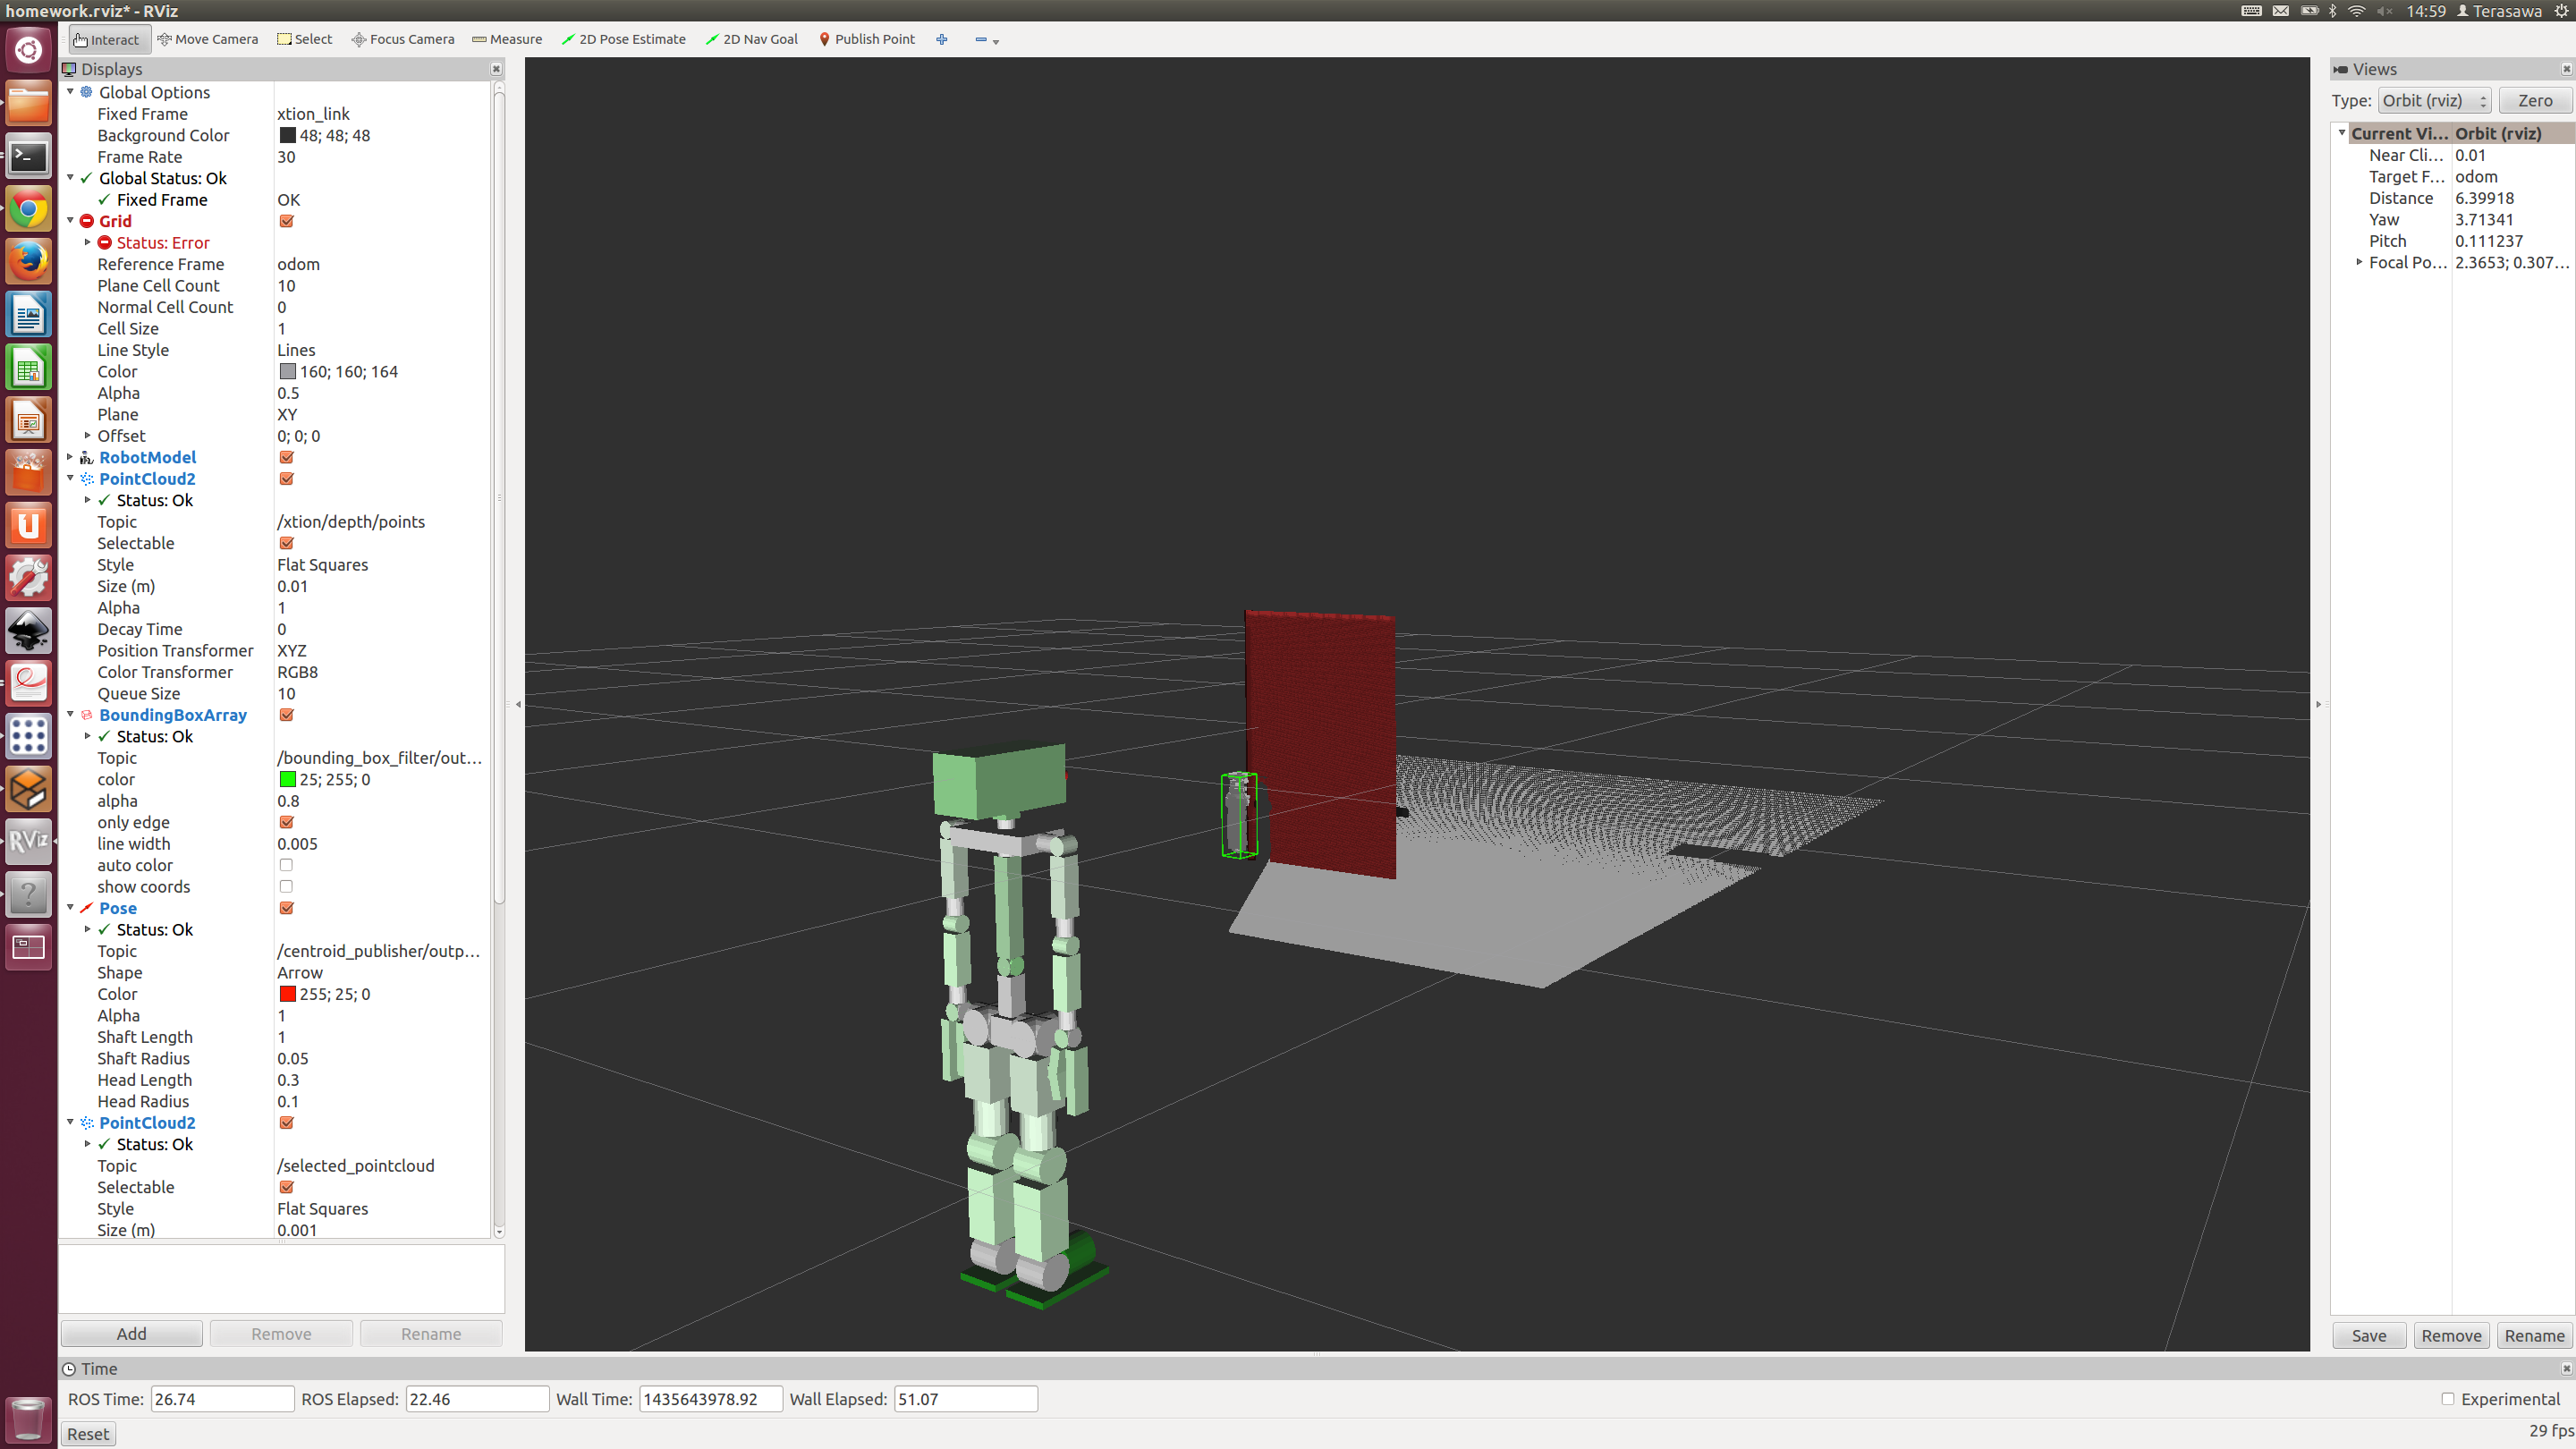 homework.rviz* - RViz
14:59 Terasawa
Interact Move Camera Select Focus Camera Measure 2D Pose Estimate 2D Nav Goal Publish Point
Displays
Global Options
Fixed Frame xtion_link
Background Color 48; 48; 48
Frame Rate 30
Global Status: Ok
Fixed Frame OK
Grid
Status: Error
Reference Frame odom
Plane Cell Count 10
Normal Cell Count 0
Cell Size 1
Line Style Lines
Color 160; 160; 164
Alpha 0.5
Plane XY
Offset 0; 0; 0
RobotModel
PointCloud2
Status: Ok
Topic /xtion/depth/points
Selectable
Style Flat Squares
Size (m) 0.01
Alpha 1
Decay Time 0
Position Transformer XYZ
Color Transformer RGB8
Queue Size 10
BoundingBoxArray
Status: Ok
Topic /bounding_box_filter/out...
color 25; 255; 0
alpha 0.8
only edge
line width 0.005
auto color
show coords
Pose
Status: Ok
Topic /centroid_publisher/outp...
Shape Arrow
Color 255; 25; 0
Alpha 1
Shaft Length 1
Shaft Radius 0.05
Head Length 0.3
Head Radius 0.1
PointCloud2
Status: Ok
Topic /selected_pointcloud
Selectable
Style Flat Squares
Size (m) 0.001
Add Remove Rename
Views
Type: Orbit (rviz) Zero
Current Vi... Orbit (rviz)
Near Cli... 0.01
Target F... odom
Distance 6.39918
Yaw 3.71341
Pitch 0.111237
Focal Po... 2.3653; 0.307...
Save Remove Rename
RViz
Time
ROS Time: 26.74 ROS Elapsed: 22.46 Wall Time: 1435643978.92 Wall Elapsed: 51.07 Experimental
Reset 29 fps